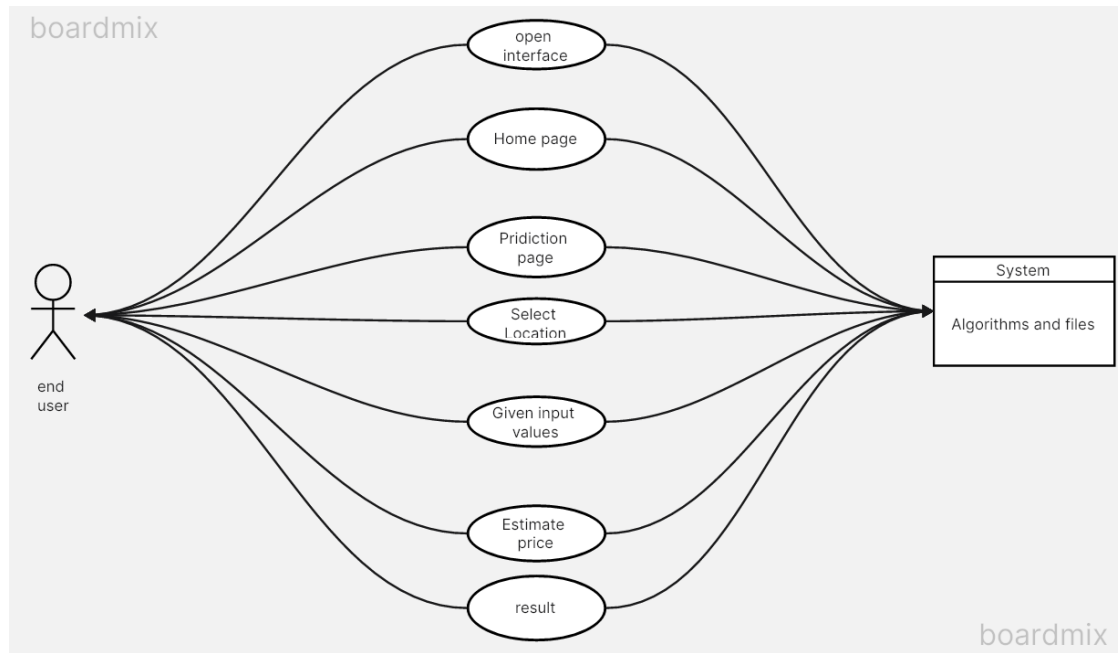 boardmix
open
interface
Home page
Pridiction
page
System
Select
Location
Algorithms and files
end
user
Given input
values
Estimate
price
result
boardmix